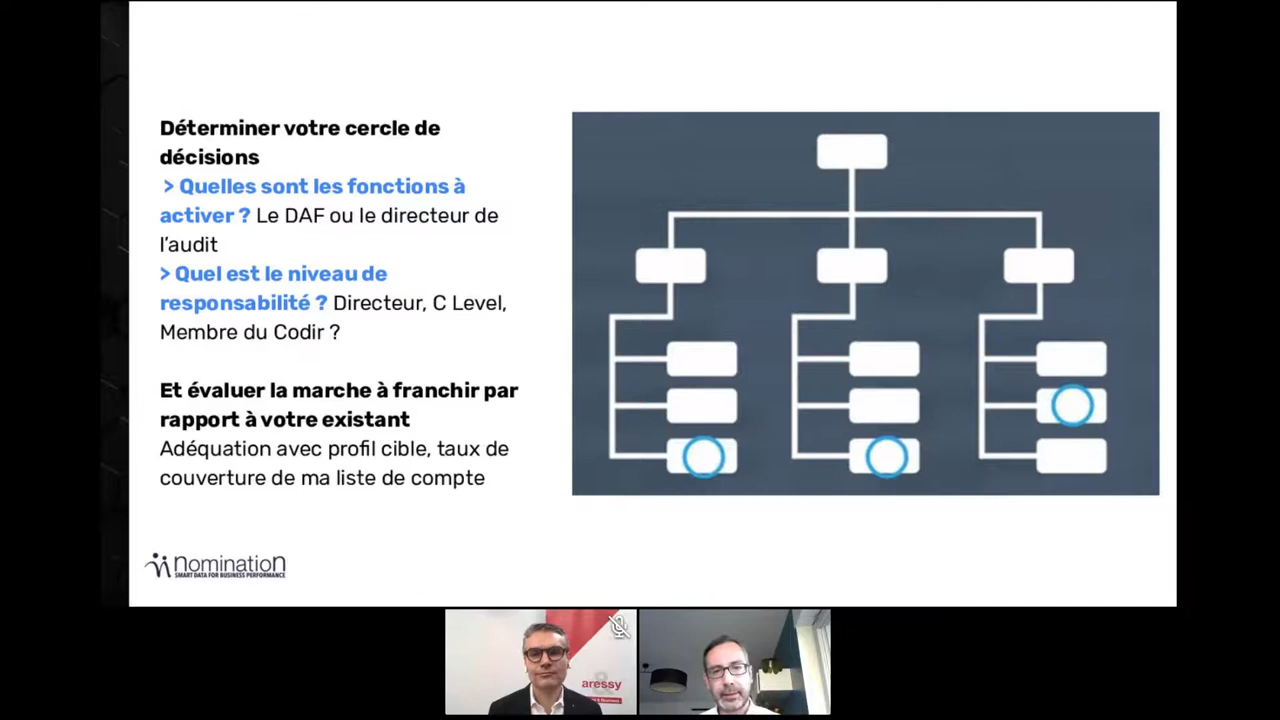 Déterminer votre cercle de
décisions
> Quelles sont les fonctions à
activer ? Le DAF ou le directeur de
l'audit
> Quel est le niveau de
responsabilité ? Directeur, C Level,
Membre du Codir ?
Et évaluer la marche à franchir par
rapport à votre existant
Adéquation avec profil cible, taux de
couverture de ma liste de compte
nomination
SMART DATA FOR BUSINESS PERFORMANCE
aressy